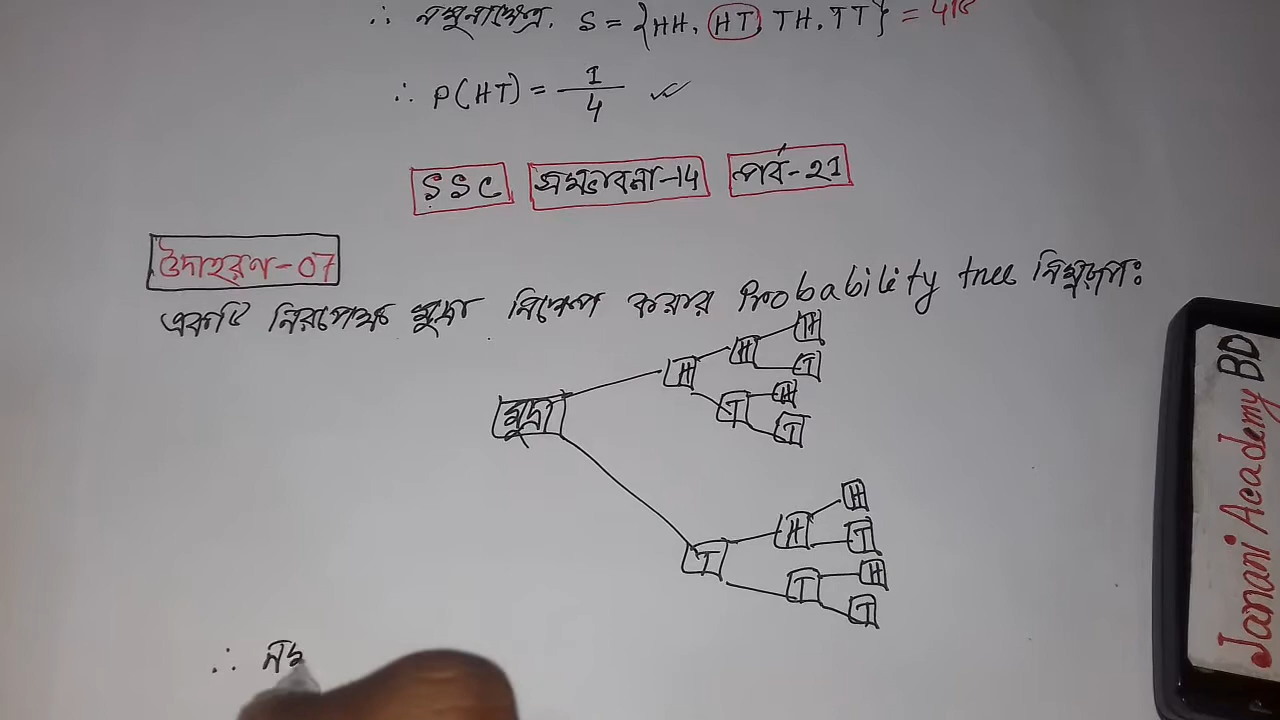 ∴ নমুনাক্ষেত্র, S = {HH, HT, TH, TT} = 4টি
∴ P(HT) = 1/4 ✓
SSC সম্ভাবনা-14 পর্ব-21
উদাহরণ-07
একটি নিরপেক্ষ মুদ্রা নিক্ষেপ করার Probability tree নিম্নরূপঃ
মুদ্রা
H H H
T
T H
T
T H H
T
T H
T
∴ নমু
Janani Academy BD